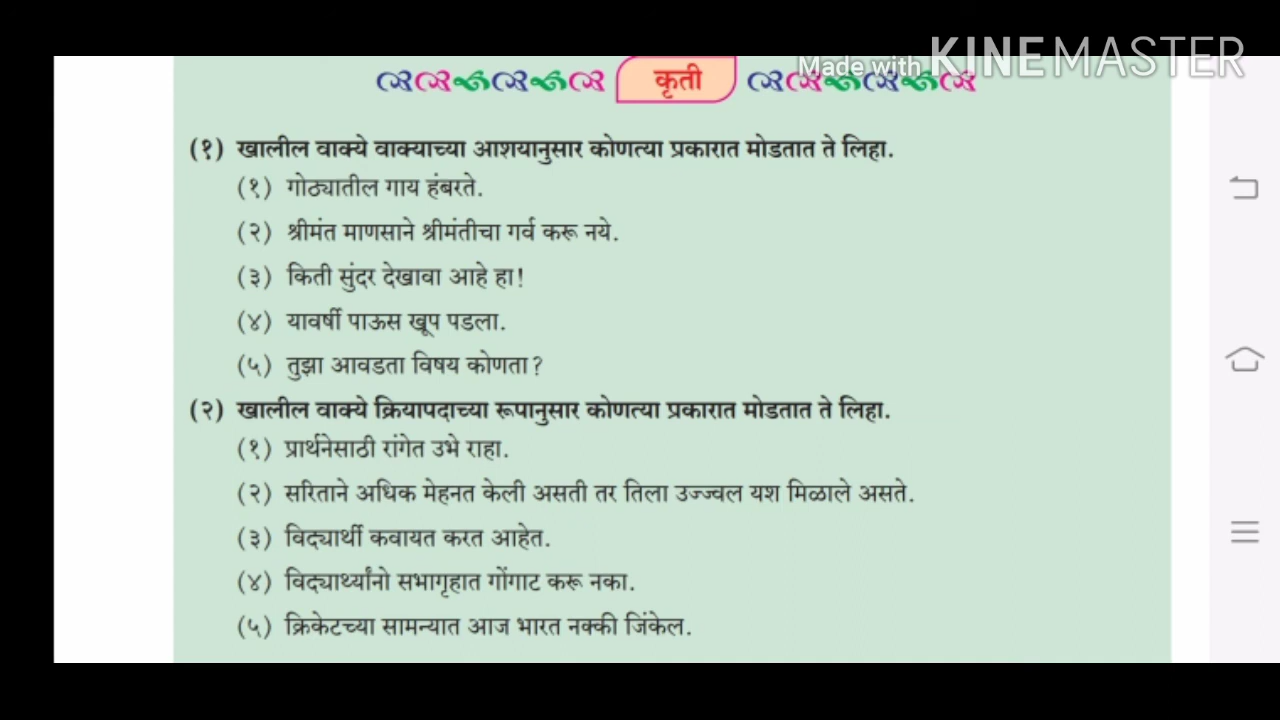 Made with KINEMASTER
कृती
(१) खालील वाक्ये वाक्याच्या आशयानुसार कोणत्या प्रकारात मोडतात ते लिहा.
(१) गोठ्यातील गाय हंबरते.
(२) श्रीमंत माणसाने श्रीमंतीचा गर्व करू नये.
(३) किती सुंदर देखावा आहे हा!
(४) यावर्षी पाऊस खूप पडला.
(५) तुझा आवडता विषय कोणता?
(२) खालील वाक्ये क्रियापदाच्या रूपानुसार कोणत्या प्रकारात मोडतात ते लिहा.
(१) प्रार्थनेसाठी रांगेत उभे राहा.
(२) सरिताने अधिक मेहनत केली असती तर तिला उज्ज्वल यश मिळाले असते.
(३) विद्यार्थी कवायत करत आहेत.
(४) विद्यार्थ्यांनो सभागृहात गोंगाट करू नका.
(५) क्रिकेटच्या सामन्यात आज भारत नक्की जिंकेल.